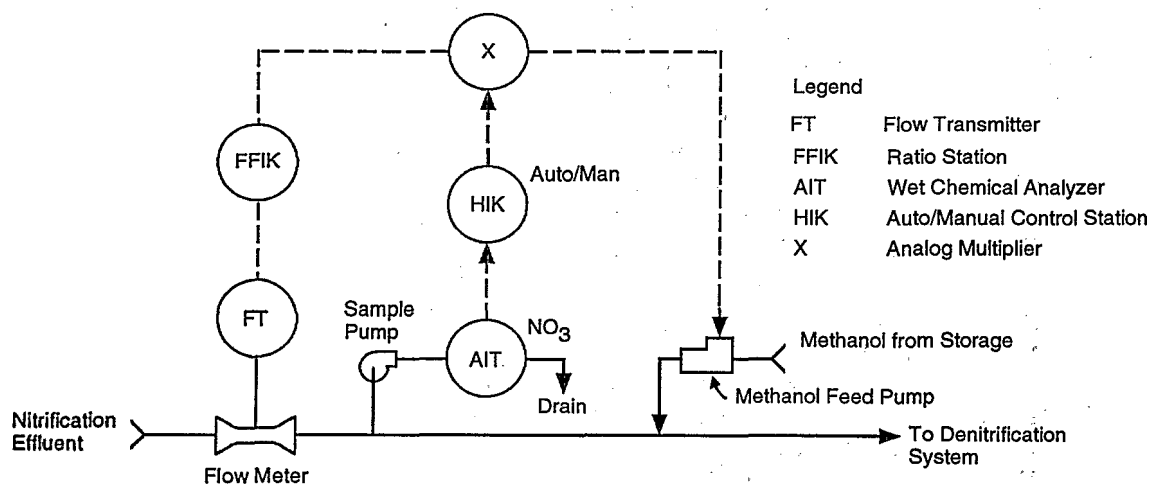 X
Legend
FT Flow Transmitter
FFIK Ratio Station
AIT Wet Chemical Analyzer
HIK Auto/Manual Control Station
X Analog Multiplier
FFIK
Auto/Man
HIK
FT
Sample
Pump
NO3
AIT
Drain
Methanol from Storage
Methanol Feed Pump
Nitrification
Effluent
Flow Meter
To Denitrification
System